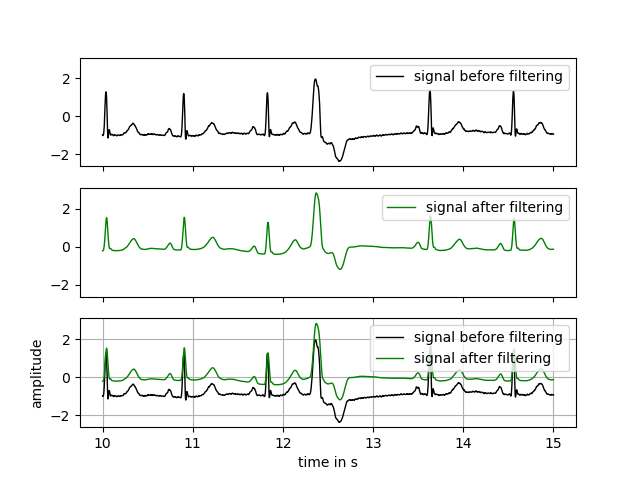 2
0
−2
signal before filtering
2
0
−2
signal after filtering
amplitude
2
0
−2
signal before filtering
signal after filtering
10 11 12 13 14 15
time in s